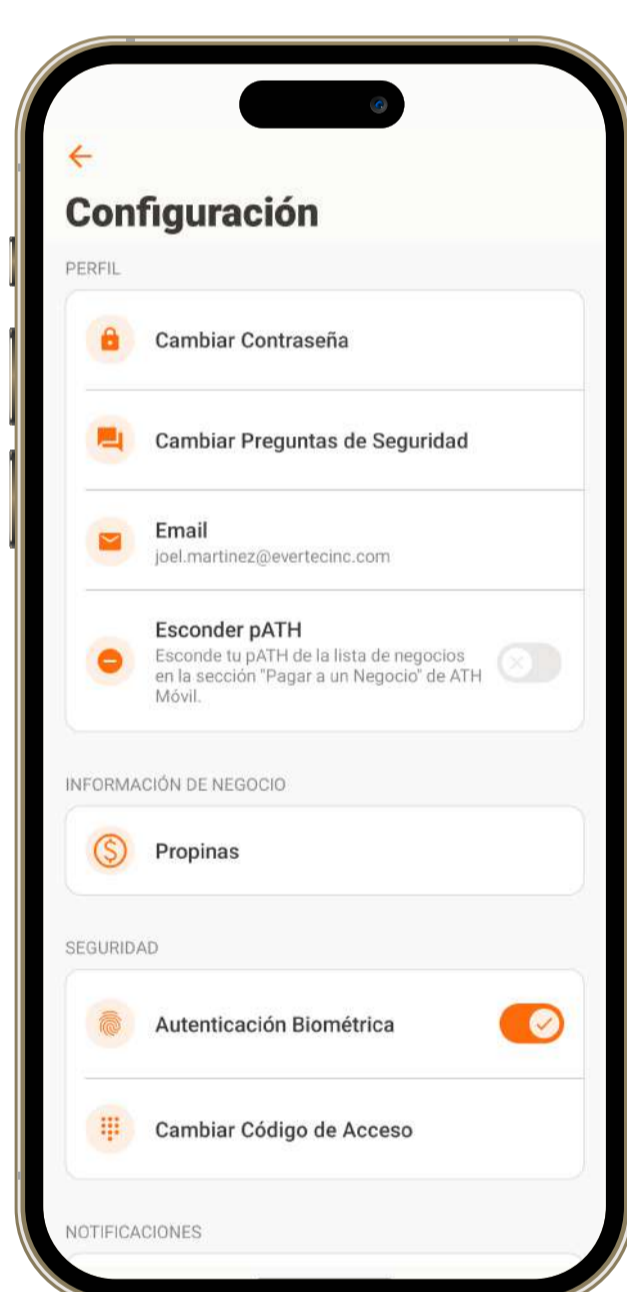 Configuración
PERFIL
Cambiar Contraseña
Cambiar Preguntas de Seguridad
Email
joel.martinez@evertecinc.com
Esconder pATH
Esconde tu pATH de la lista de negocios
en la sección "Pagar a un Negocio" de ATH
Móvil.
INFORMACIÓN DE NEGOCIO
Propinas
SEGURIDAD
Autenticación Biométrica
Cambiar Código de Acceso
NOTIFICACIONES